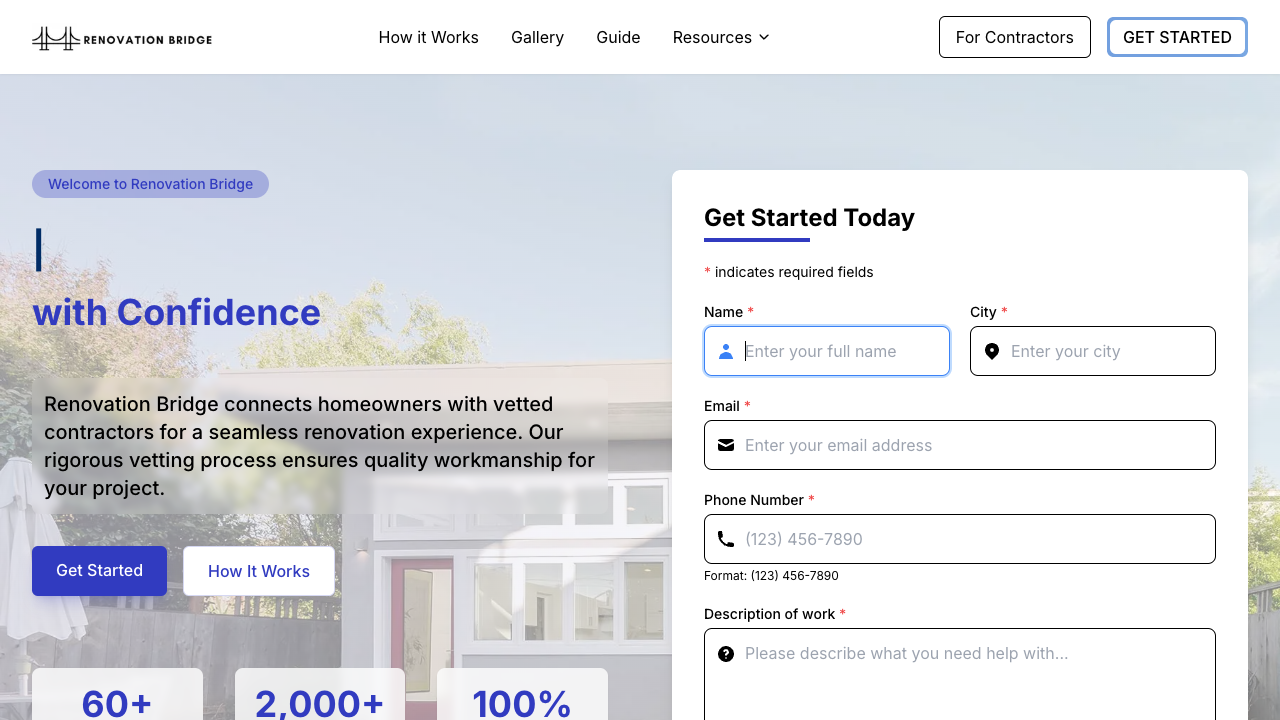 RENOVATION BRIDGE
How it Works
Gallery
Guide
Resources
For Contractors
GET STARTED
Welcome to Renovation Bridge
with Confidence
Renovation Bridge connects homeowners with vetted
contractors for a seamless renovation experience. Our
rigorous vetting process ensures quality workmanship for
your project.
Get Started
How It Works
60+
2,000+
100%
Get Started Today
* indicates required fields
Name *
Enter your full name
City *
Enter your city
Email *
Enter your email address
Phone Number *
(123) 456-7890
Format: (123) 456-7890
Description of work *
Please describe what you need help with...